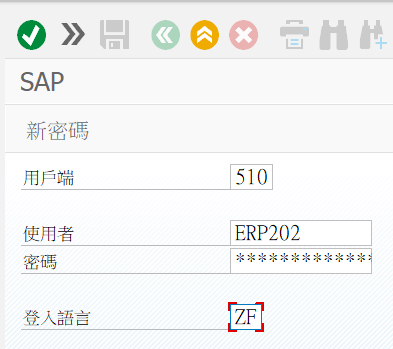 SAP
新密碼
用戶端 510
使用者 ERP202
密碼 *************
登入語言 ZF